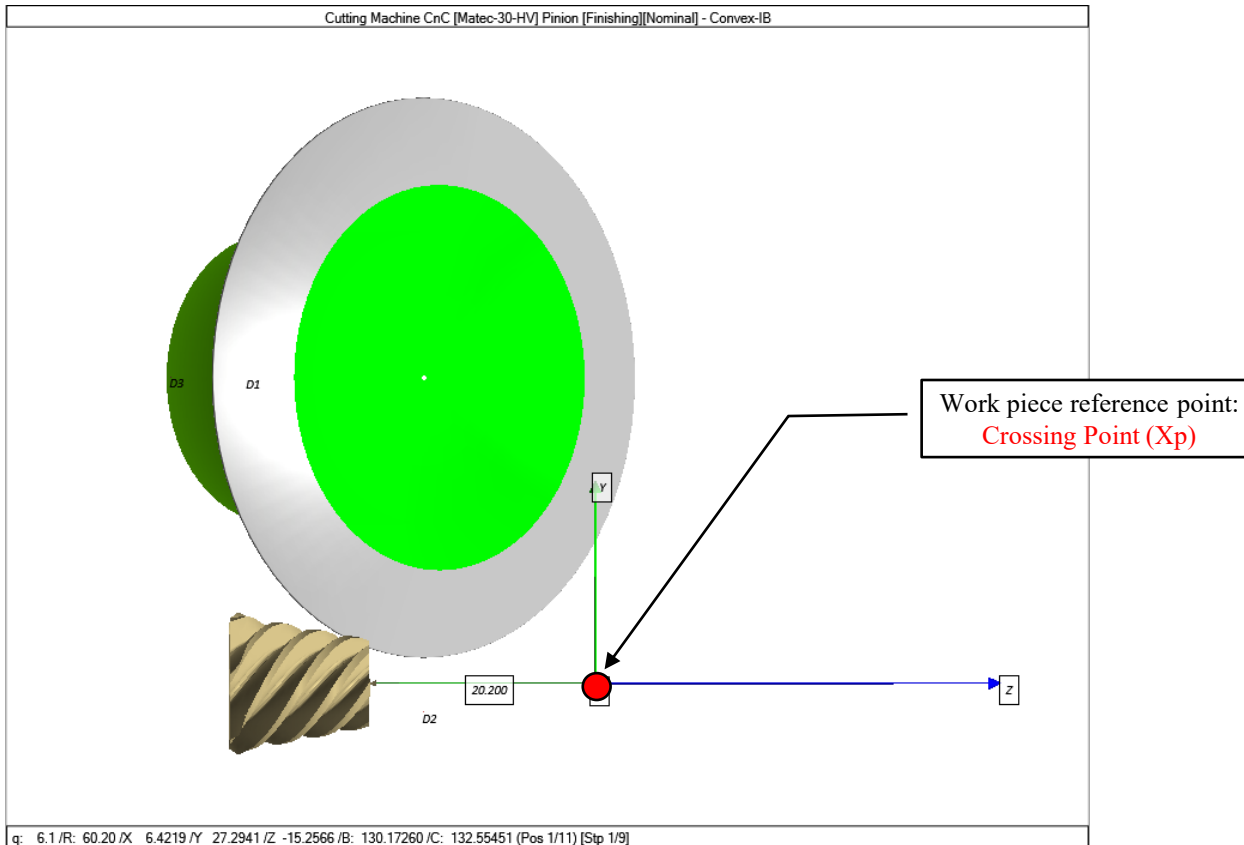 Cutting Machine CnC [Matec-30-HV] Pinion [Finishing][Nominal] - Convex-IB
D3
D1
Work piece reference point:
Crossing Point (Xp)
Y
20.200
Z
D2
q: 6.1 /R: 60.20 /X 6.4219 /Y 27.2941 /Z -15.2566 /B: 130.17260 /C: 132.55451 (Pos 1/11) [Stp 1/9]